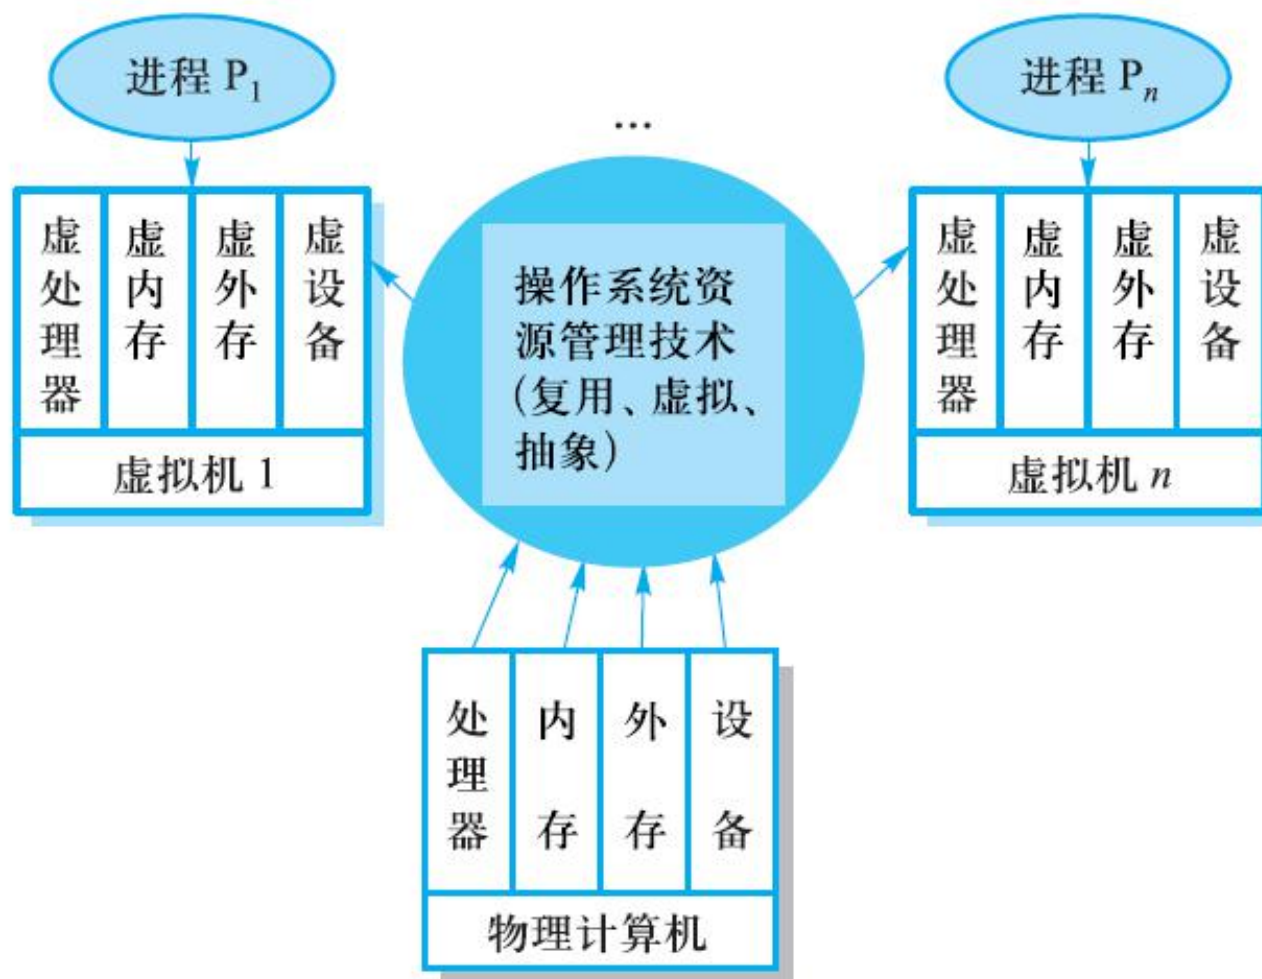 进程 P1
进程 Pn
...
虚处理器
虚内存
虚外存
虚设备
虚拟机 1
操作系统资
源管理技术
(复用、虚拟、
抽象)
虚处理器
虚内存
虚外存
虚设备
虚拟机 n
处理器
内存
外存
设备
物理计算机